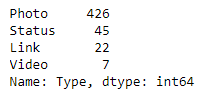 Photo     426
Status     45
Link       22
Video       7
Name: Type, dtype: int64